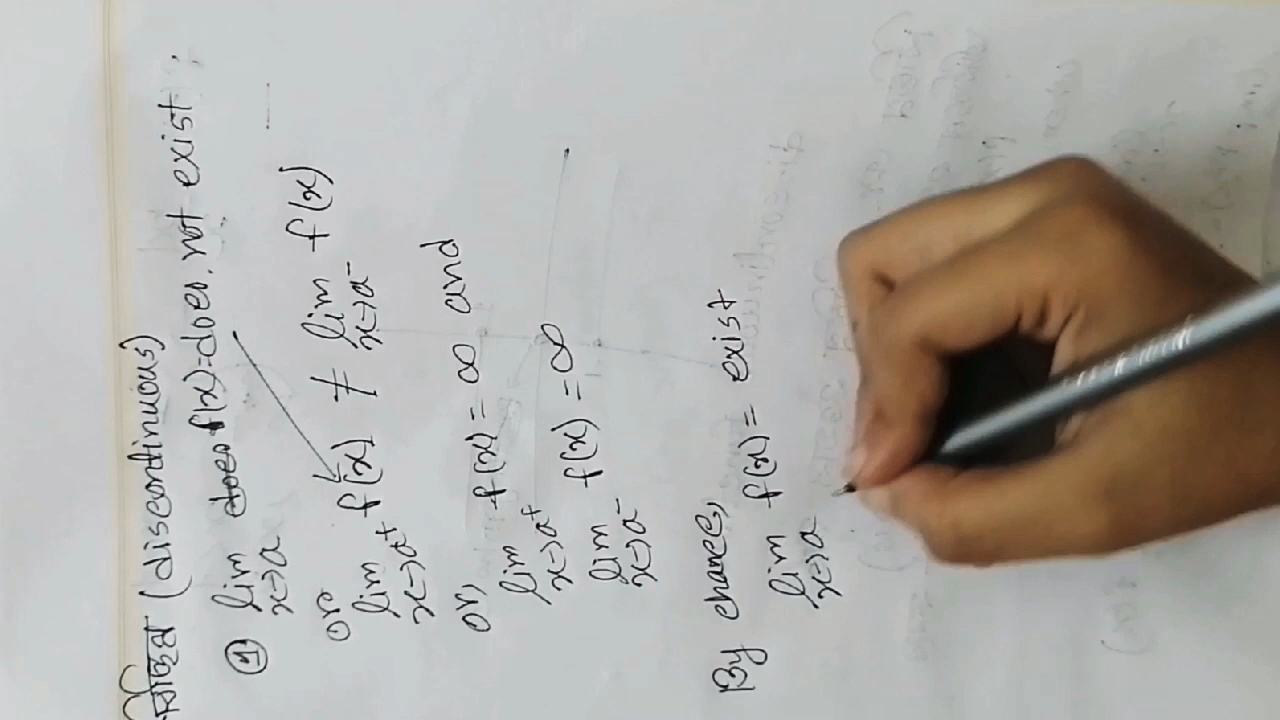 বিচ্ছিন্ন (discontinuous)
① lim f(x)=does not exist:
x→a
or
lim f(x) ≠ lim f(x)
x→a⁺ x→a⁻
or, lim f(x) = ∞ and
x→a⁺
lim f(x) = ∞
x→a⁻
By chance,
lim f(x) = exist
x→a